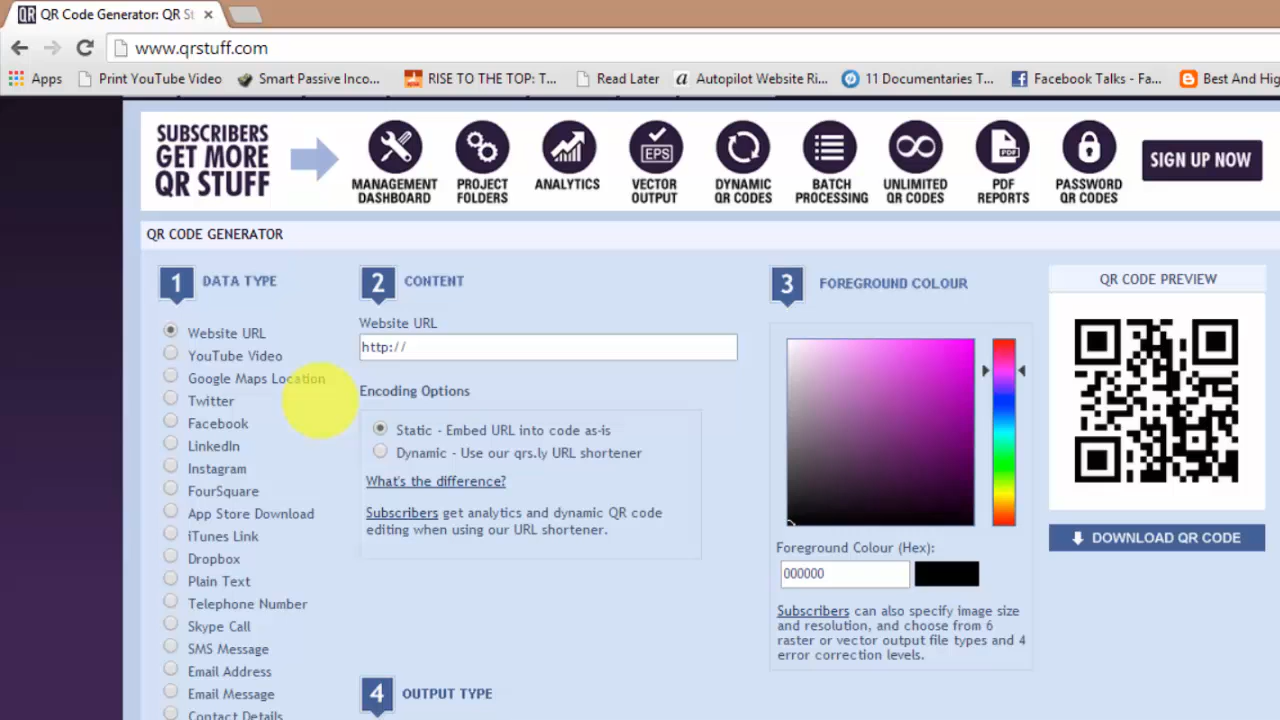 QR Code Generator: QR St
www.qrstuff.com
Apps
Print YouTube Video
Smart Passive Inco...
RISE TO THE TOP: T...
Read Later
Autopilot Website Ri...
11 Documentaries T...
Facebook Talks - Fa...
Best And Hig
SUBSCRIBERS
GET MORE
QR STUFF
MANAGEMENT
DASHBOARD
PROJECT
FOLDERS
ANALYTICS
EPS
VECTOR
OUTPUT
DYNAMIC
QR CODES
BATCH
PROCESSING
UNLIMITED
QR CODES
PDF
PDF
REPORTS
PASSWORD
QR CODES
SIGN UP NOW
QR CODE GENERATOR
1 DATA TYPE
Website URL
YouTube Video
Google Maps Location
Twitter
Facebook
LinkedIn
Instagram
FourSquare
App Store Download
iTunes Link
Dropbox
Plain Text
Telephone Number
Skype Call
SMS Message
Email Address
Email Message
Contact Details
2 CONTENT
Website URL
http://
Encoding Options
Static - Embed URL into code as-is
Dynamic - Use our qrs.ly URL shortener
What's the difference?
Subscribers get analytics and dynamic QR code
editing when using our URL shortener.
3 FOREGROUND COLOUR
Foreground Colour (Hex):
000000
Subscribers can also specify image size
and resolution, and choose from 6
raster or vector output file types and 4
error correction levels.
QR CODE PREVIEW
DOWNLOAD QR CODE
4 OUTPUT TYPE